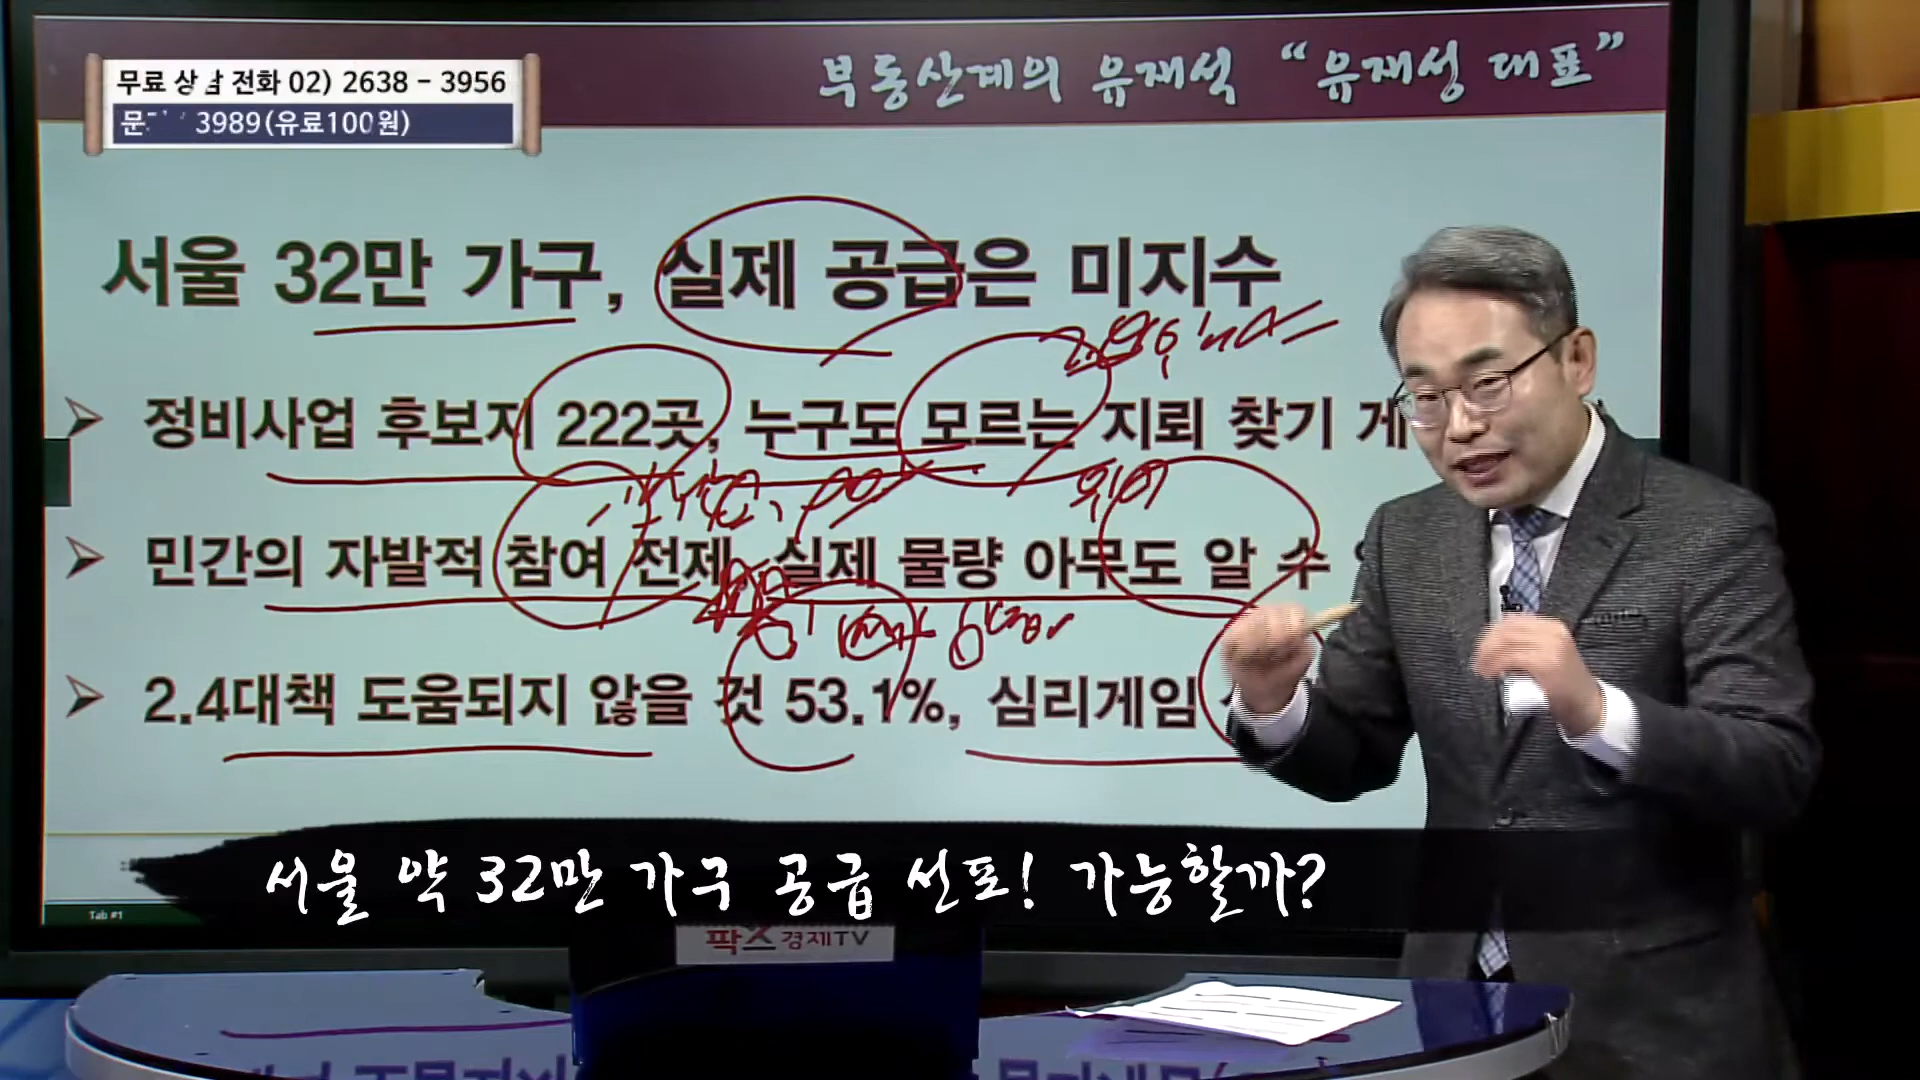 부동산계의 유재석 “유재성 대표”
무료 상담 전화 02) 2638 - 3956
3989(유료100원)
서울 32만 가구, 실제 공급은 미지수
정비사업 후보지 222곳, 누구도 모르는 지뢰 찾기
민간의 자발적 참여 전제, 실제 물량 아무도 알 수
2.4대책 도움되지 않을 것 53.1%, 심리게임
서울 약 32만 가구 공급 선포! 가능할까?
Tab #1
팍스경제TV